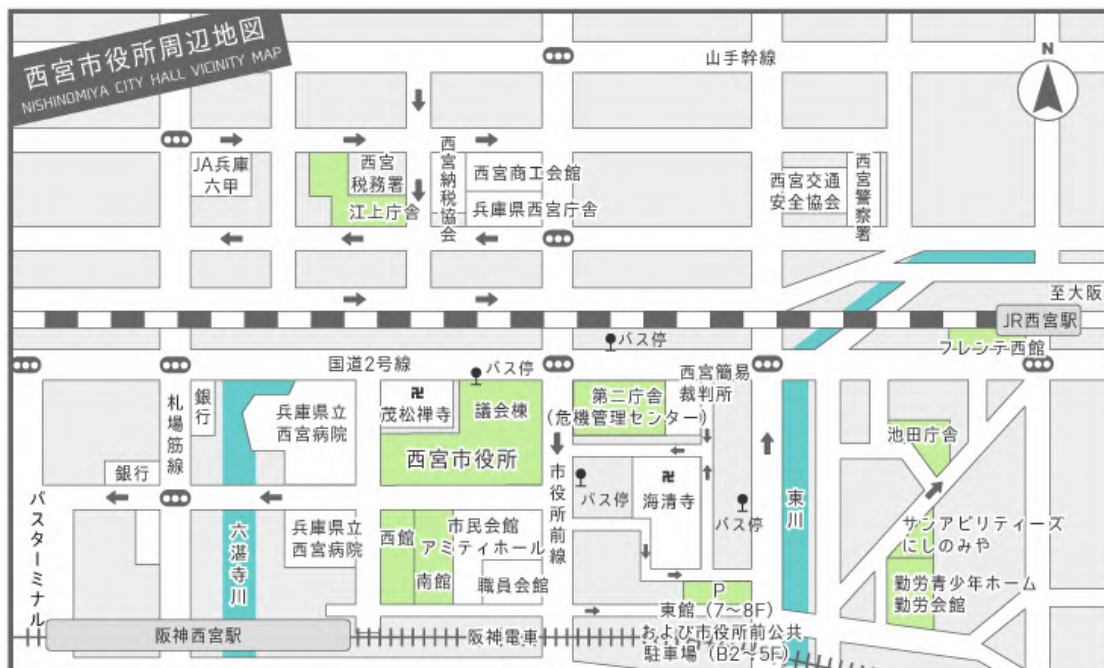 西宮市役所周辺地図
NISHINOMIYA CITY HALL VICINITY MAP
山手幹線
N
JA兵庫
六甲
西宮
税務署
江上庁舎
西宮納税協会
西宮商工会館
兵庫県西宮庁舎
西宮交通
安全協会
西宮警察署
至大阪
JR西宮駅
フレンテ西館
バス停
国道2号線
バス停
札場筋線
銀行
兵庫県立
西宮病院
茂松禅寺
議会棟
西宮市役所
第二庁舎
(危機管理センター)
西宮簡易
裁判所
池田庁舎
銀行
市役所前線
バス停
海清寺
バス停
東川
バスターミナル
六湛寺川
兵庫県立
西宮病院
西館
南館
市民会館
アミティホール
職員会館
サンアビリティーズ
にしのみや
勤労青少年ホーム
勤労会館
P
東館(7~8F)
および市役所前公共
駐車場(B2~5F)
阪神西宮駅
阪神電車